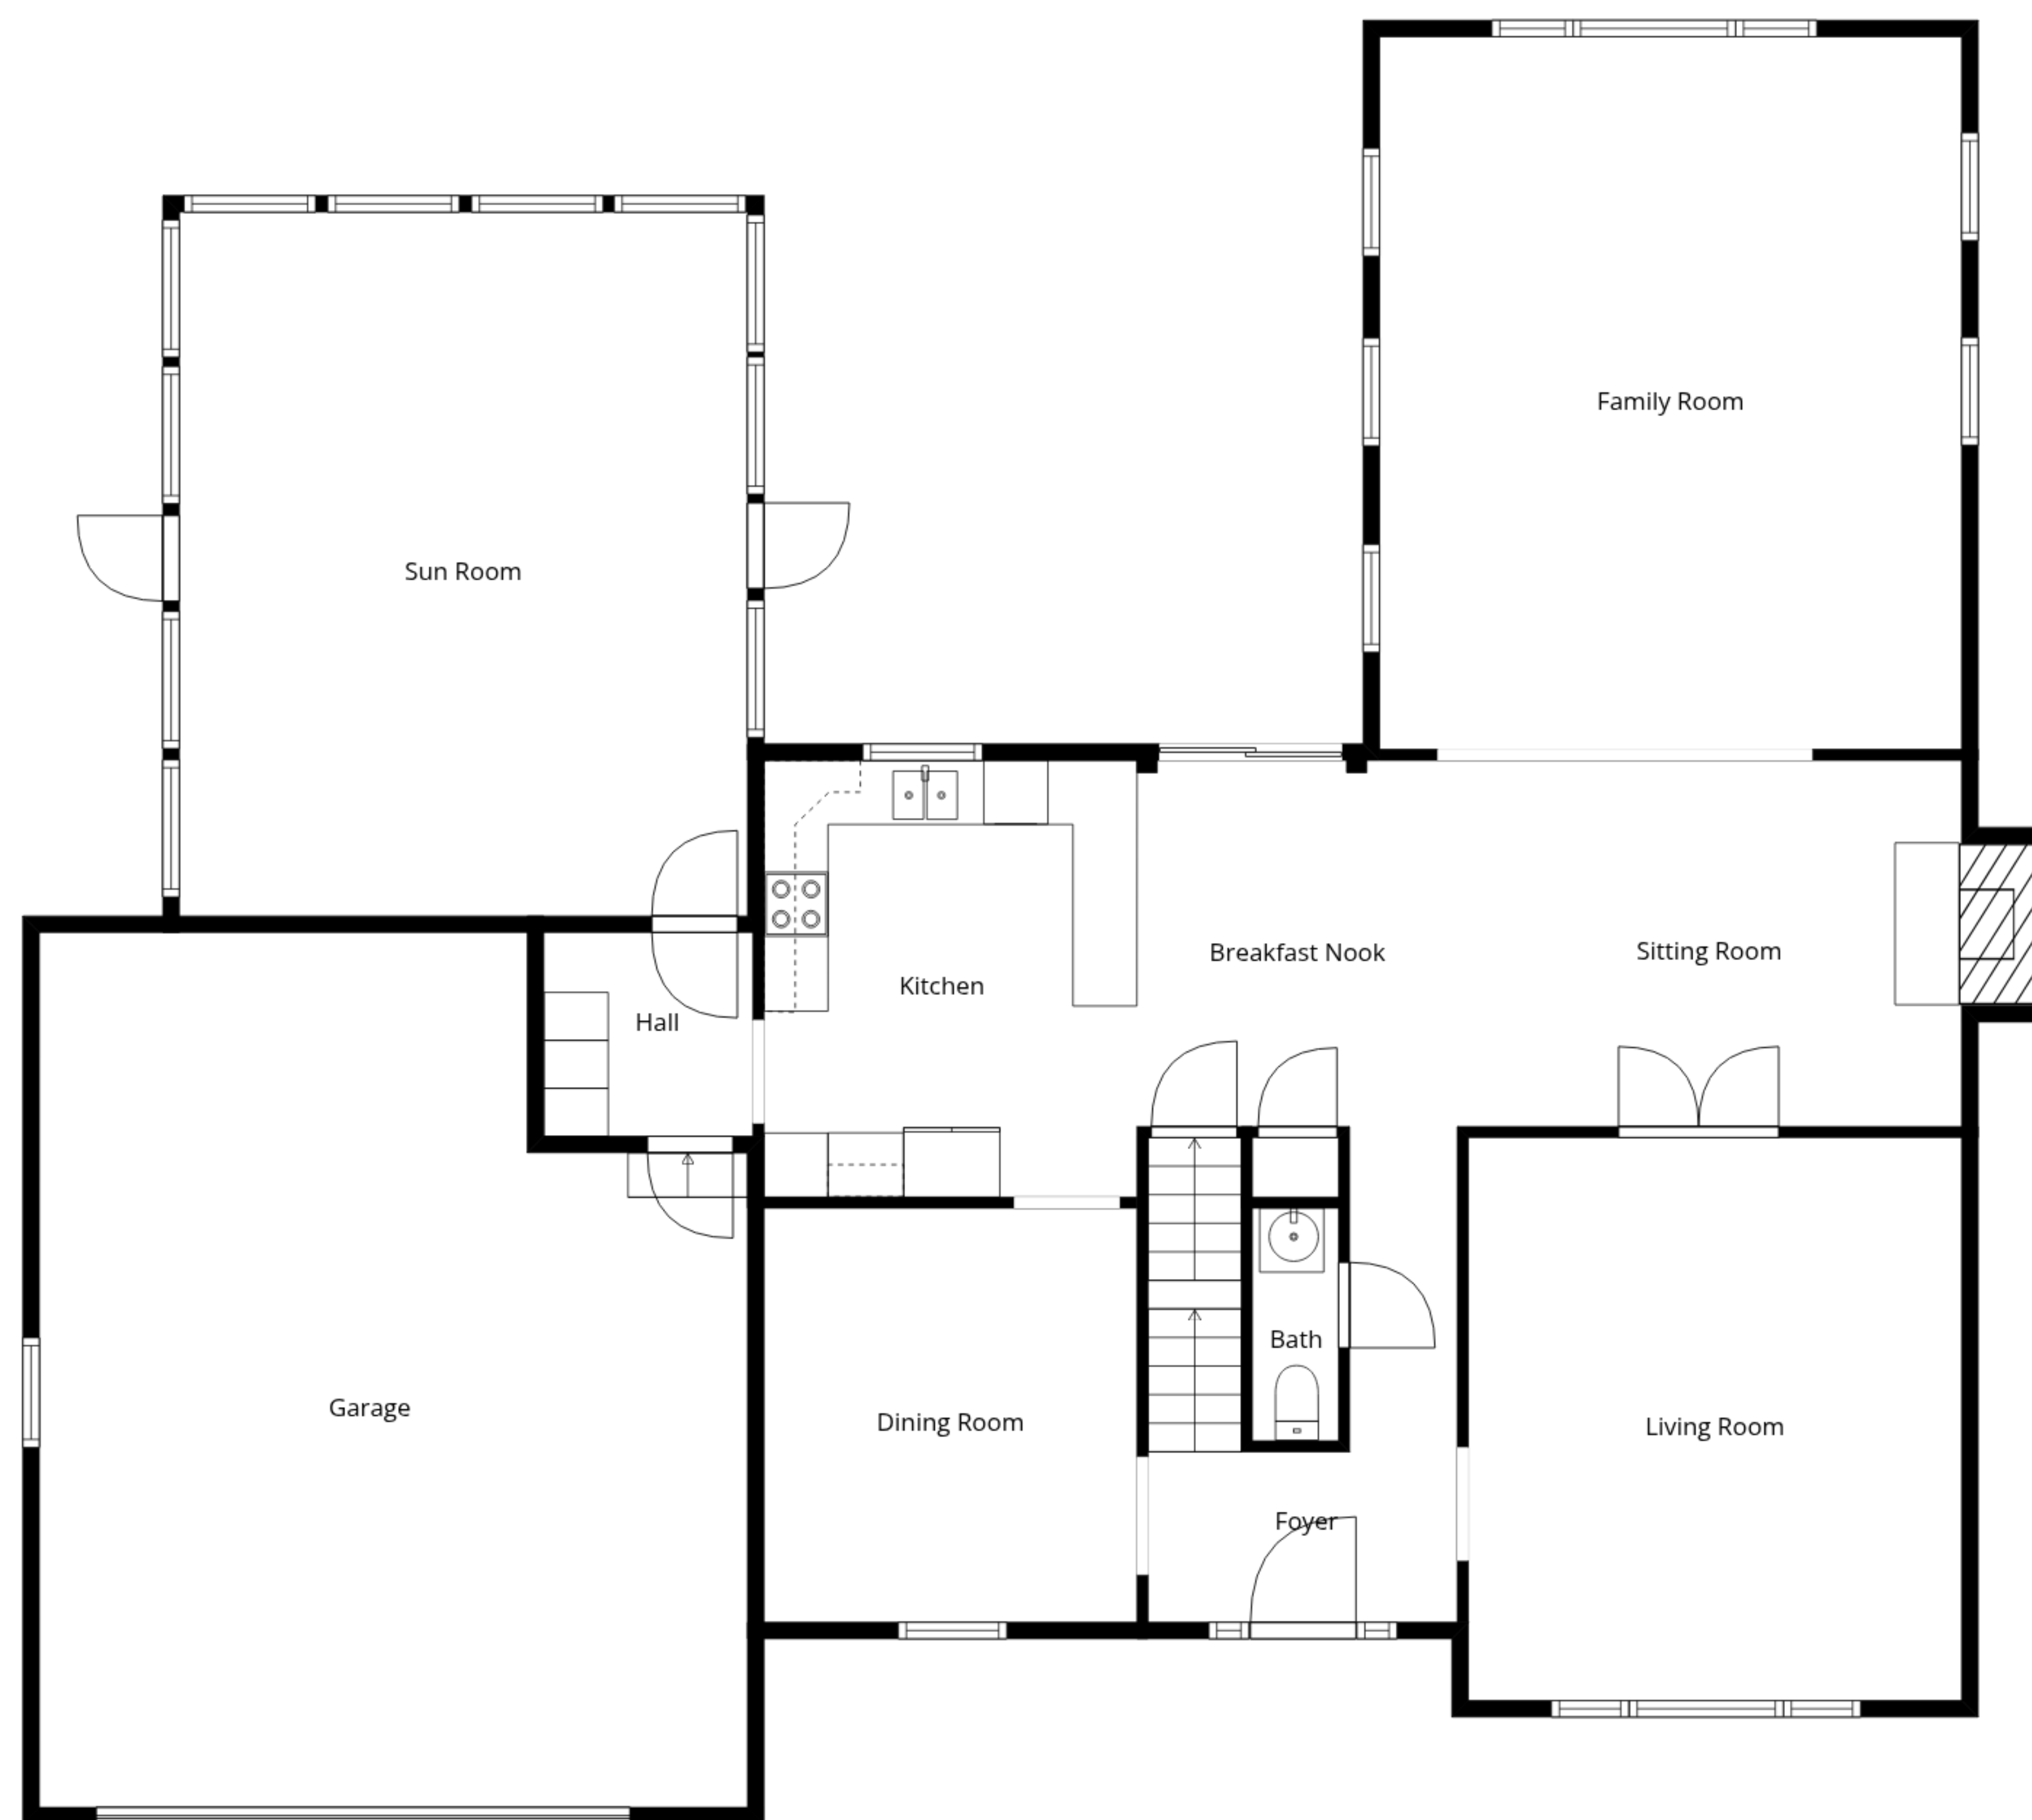 Family Room
Sun Room
Breakfast Nook
Sitting Room
Kitchen
Hall
Bath
Garage
Dining Room
Living Room
Foyer